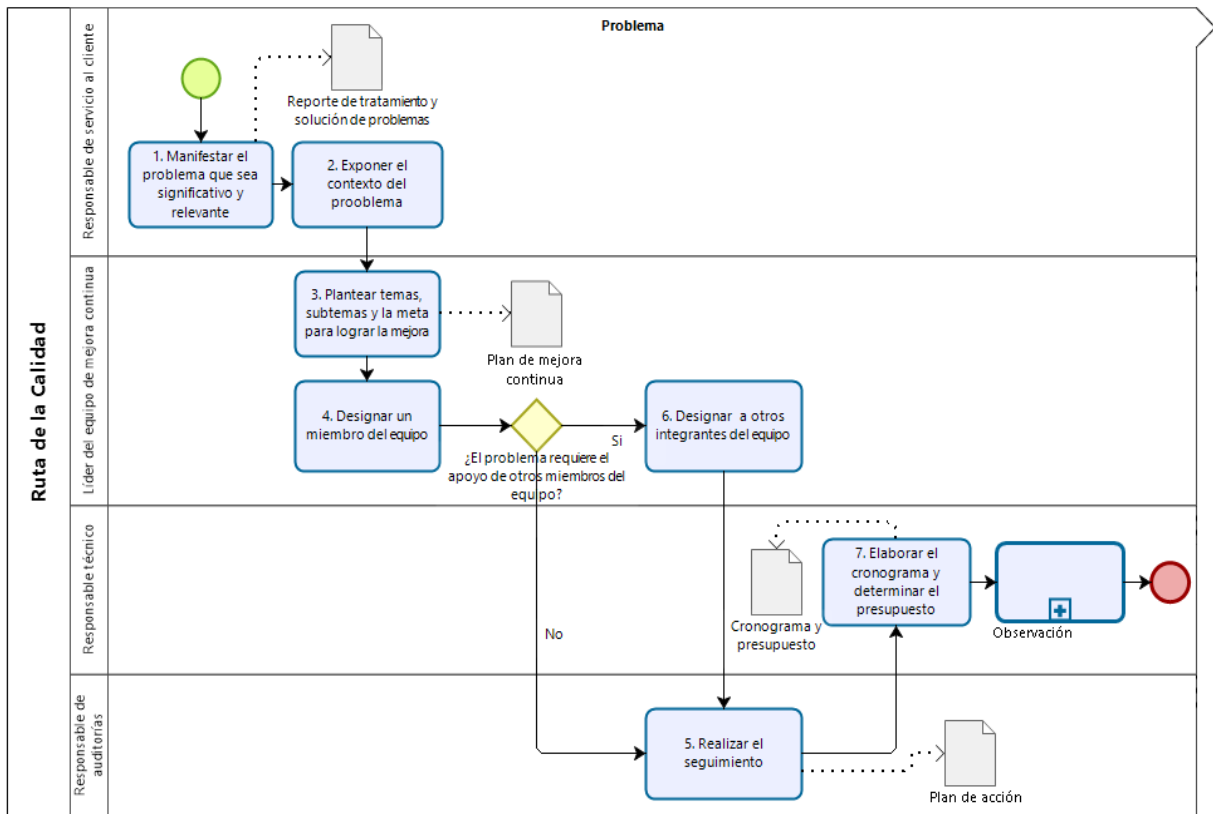 Problema
Ruta de la Calidad
Responsable de servicio al cliente
Reporte de tratamiento y
solución de problemas
1. Manifestar el
problema que sea
significativo y
relevante
2. Exponer el
contexto del
prooblema
Líder del equipo de mejora continua
3. Plantear temas,
subtemas y la meta
para lograr la mejora
Plan de mejora
continua
4. Designar un
miembro del equipo
¿El problema requiere el
apoyo de otros miembros del
equipo?
Si
6. Designar a otros
integrantes del equipo
No
Responsable técnico
Cronograma y
presupuesto
7. Elaborar el
cronograma y
determinar el
presupuesto
Observación
Responsable de
auditorías
5. Realizar el
seguimiento
Plan de acción